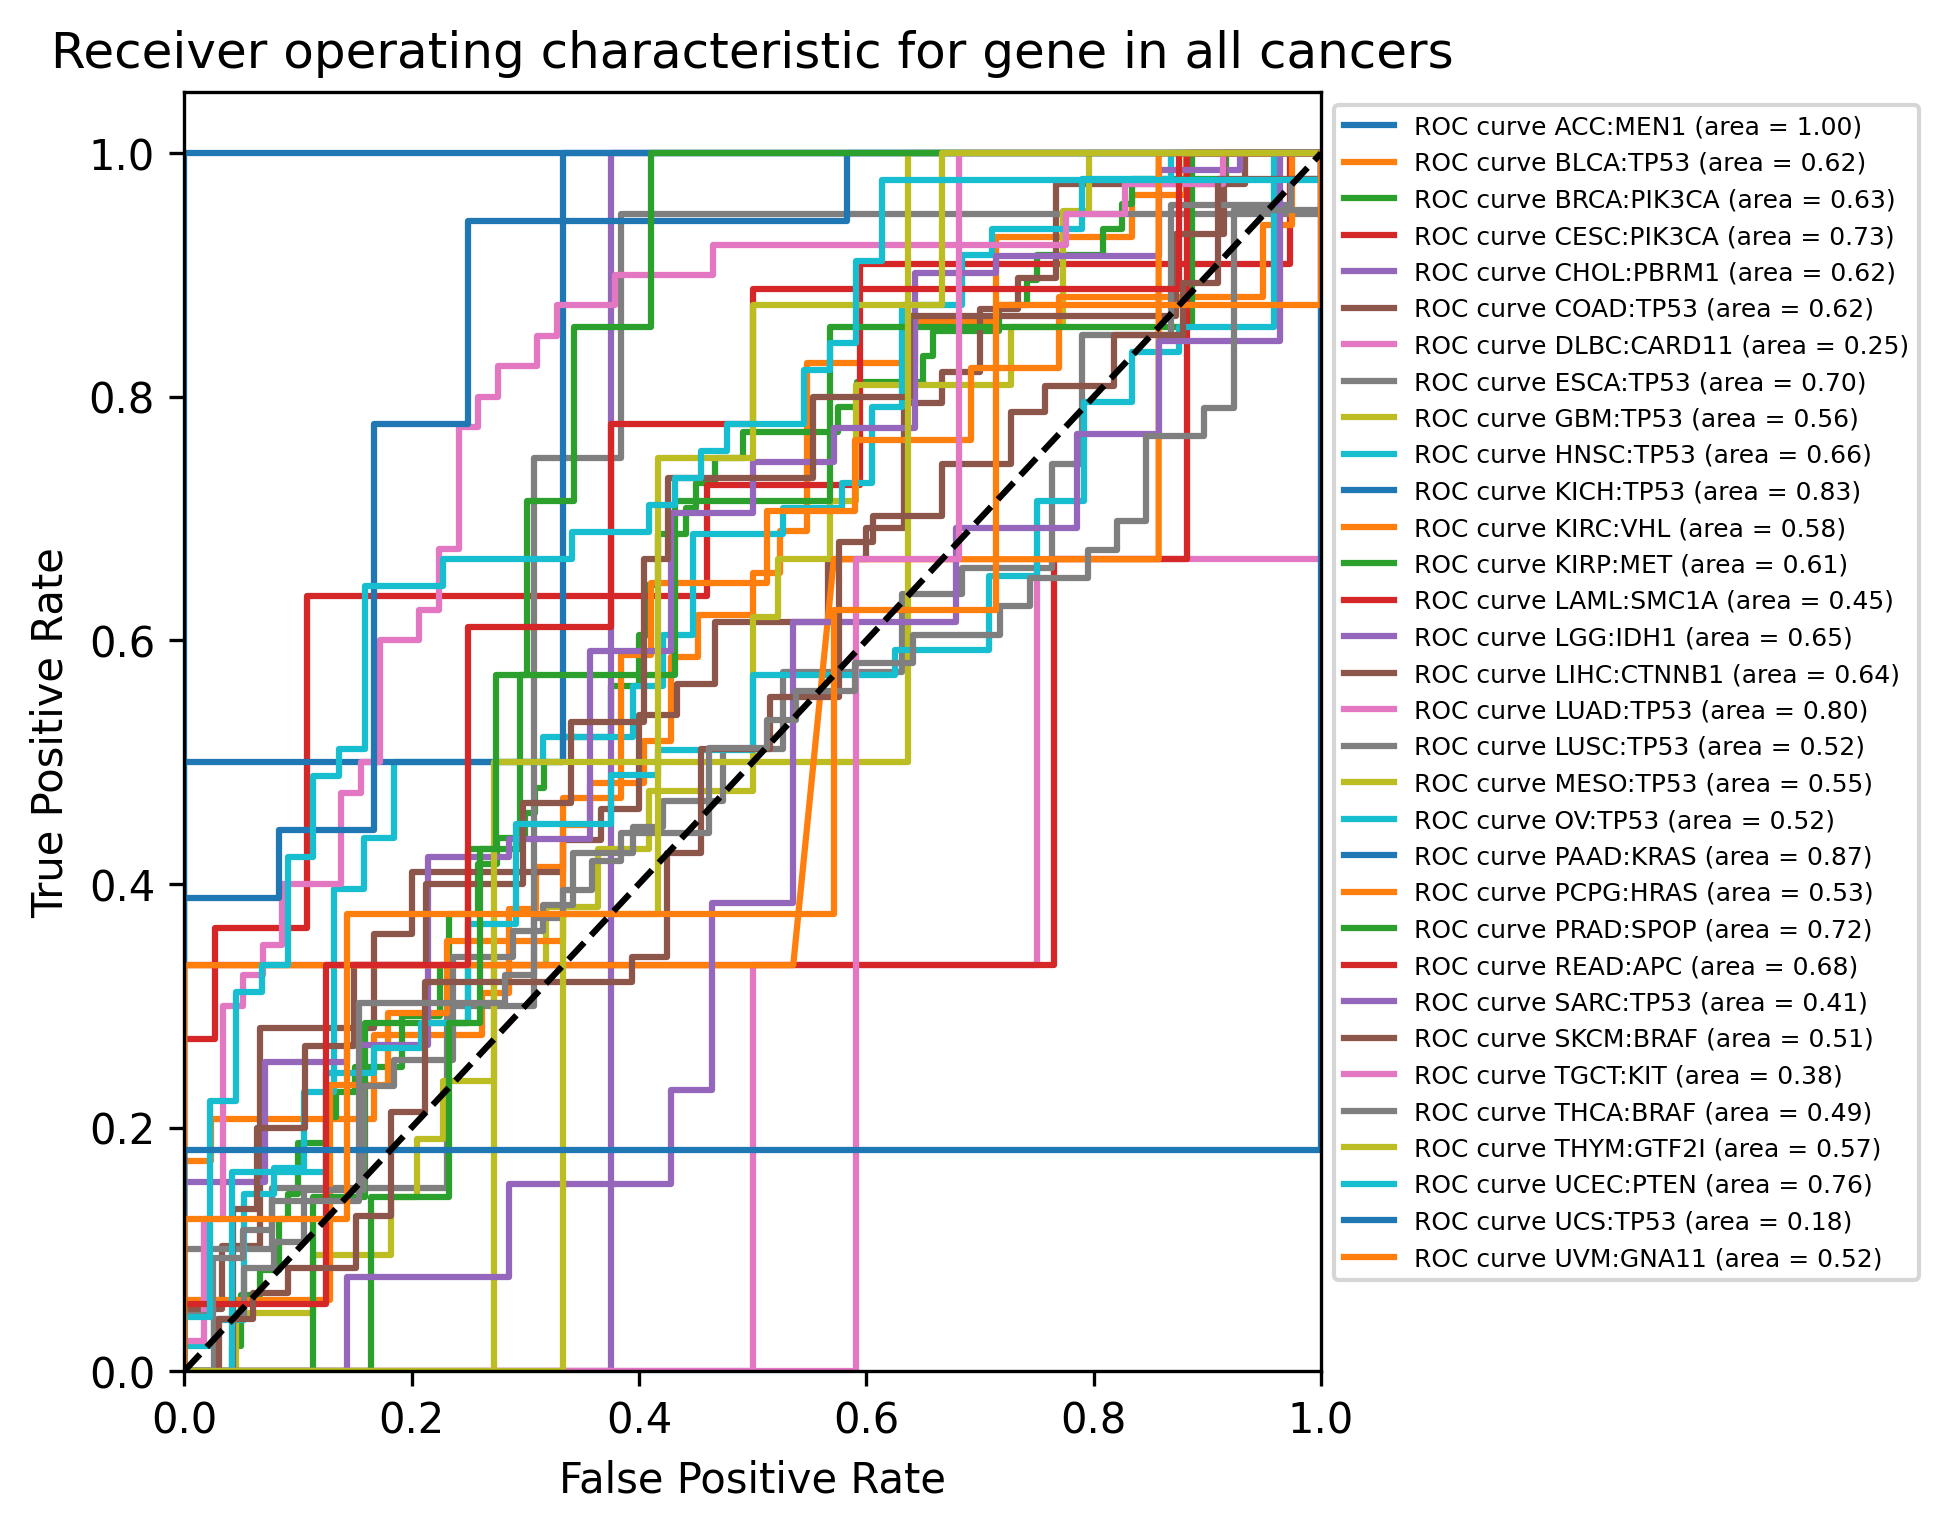 Receiver operating characteristic for gene in all cancers
True Positive Rate
1.0
0.8
0.6
0.4
0.2
0.0
0.0 0.2 0.4 0.6 0.8 1.0
False Positive Rate
ROC curve ACC:MEN1 (area = 1.00)
ROC curve BLCA:TP53 (area = 0.62)
ROC curve BRCA:PIK3CA (area = 0.63)
ROC curve CESC:PIK3CA (area = 0.73)
ROC curve CHOL:PBRM1 (area = 0.62)
ROC curve COAD:TP53 (area = 0.62)
ROC curve DLBC:CARD11 (area = 0.25)
ROC curve ESCA:TP53 (area = 0.70)
ROC curve GBM:TP53 (area = 0.56)
ROC curve HNSC:TP53 (area = 0.66)
ROC curve KICH:TP53 (area = 0.83)
ROC curve KIRC:VHL (area = 0.58)
ROC curve KIRP:MET (area = 0.61)
ROC curve LAML:SMC1A (area = 0.45)
ROC curve LGG:IDH1 (area = 0.65)
ROC curve LIHC:CTNNB1 (area = 0.64)
ROC curve LUAD:TP53 (area = 0.80)
ROC curve LUSC:TP53 (area = 0.52)
ROC curve MESO:TP53 (area = 0.55)
ROC curve OV:TP53 (area = 0.52)
ROC curve PAAD:KRAS (area = 0.87)
ROC curve PCPG:HRAS (area = 0.53)
ROC curve PRAD:SPOP (area = 0.72)
ROC curve READ:APC (area = 0.68)
ROC curve SARC:TP53 (area = 0.41)
ROC curve SKCM:BRAF (area = 0.51)
ROC curve TGCT:KIT (area = 0.38)
ROC curve THCA:BRAF (area = 0.49)
ROC curve THYM:GTF2I (area = 0.57)
ROC curve UCEC:PTEN (area = 0.76)
ROC curve UCS:TP53 (area = 0.18)
ROC curve UVM:GNA11 (area = 0.52)